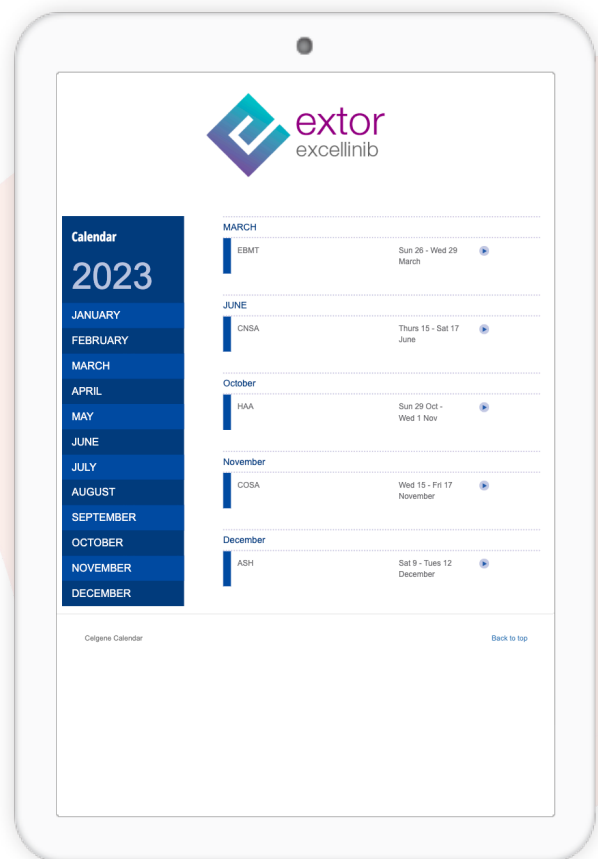 extor
excellinib
Calendar
2023
JANUARY
FEBRUARY
MARCH
APRIL
MAY
JUNE
JULY
AUGUST
SEPTEMBER
OCTOBER
NOVEMBER
DECEMBER
MARCH
EBMT Sun 26 - Wed 29
March
JUNE
CNSA Thurs 15 - Sat 17
June
October
HAA Sun 29 Oct -
Wed 1 Nov
November
COSA Wed 15 - Fri 17
November
December
ASH Sat 9 - Tues 12
December
Celgene Calendar Back to top